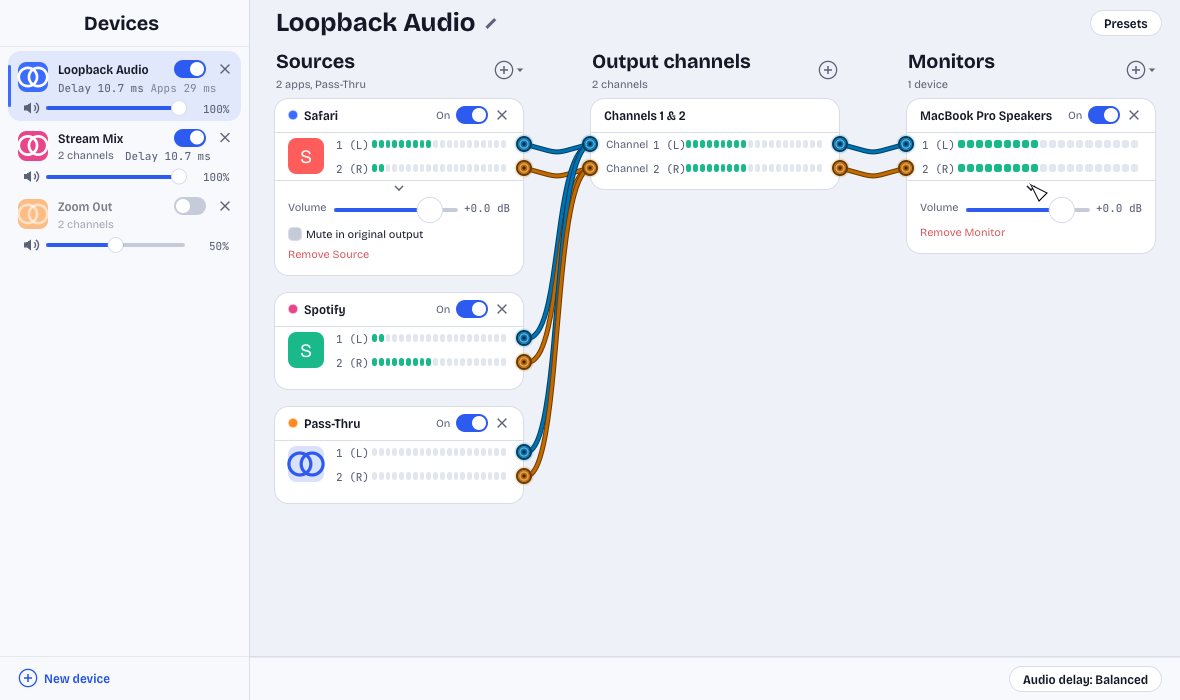 Devices
Loopback Audio
Delay 10.7 ms Apps 29 ms
100%
Stream Mix
2 channels Delay 10.7 ms
100%
Zoom Out
2 channels
50%
New device
Loopback Audio
Presets
Sources
2 apps, Pass-Thru
Safari On
S
1 (L)
2 (R)
Volume +0.0 dB
Mute in original output
Remove Source
Spotify On
S
1 (L)
2 (R)
Pass-Thru On
1 (L)
2 (R)
Output channels
2 channels
Channels 1 & 2
Channel 1 (L)
Channel 2 (R)
Monitors
1 device
MacBook Pro Speakers On
1 (L)
2 (R)
Volume +0.0 dB
Remove Monitor
Audio delay: Balanced